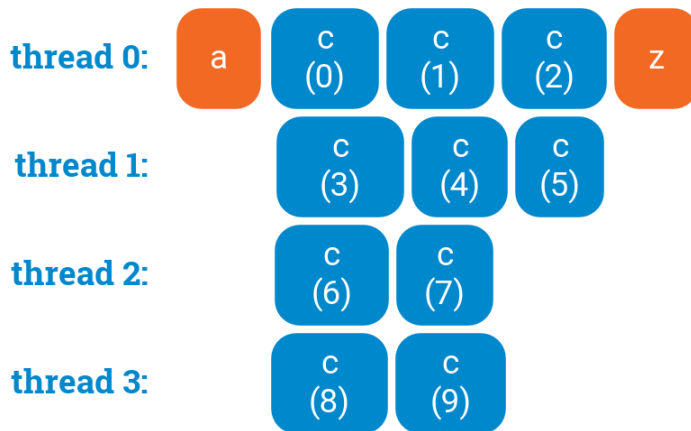 thread 0: a c (0) c (1) c (2) z
thread 1: c (3) c (4) c (5)
thread 2: c (6) c (7)
thread 3: c (8) c (9)